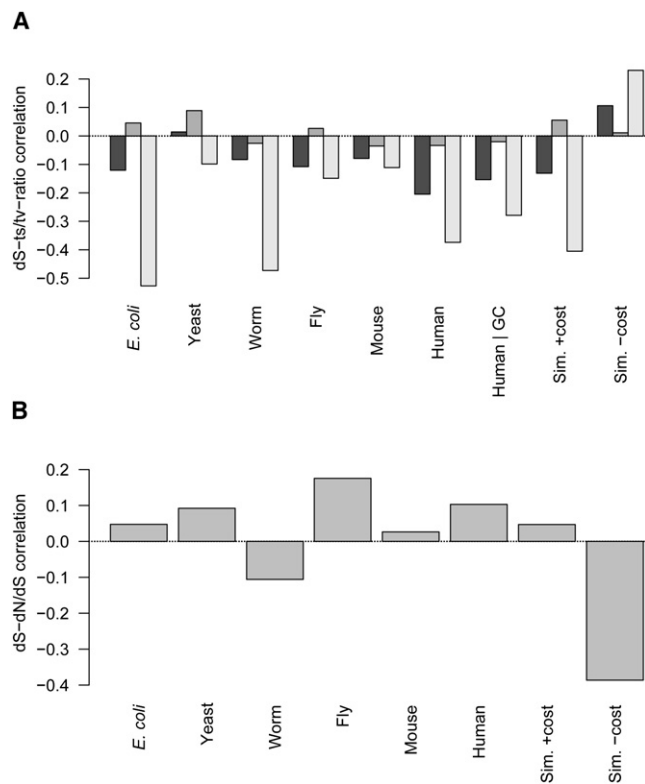 A
dS−ts/tv−ratio correlation
0.2
0.1
0.0
−0.1
−0.2
−0.3
−0.4
−0.5
E. coli
Yeast
Worm
Fly
Mouse
Human
Human | GC
Sim. +cost
Sim. −cost
B
dS−dN/dS correlation
0.2
0.1
0.0
−0.1
−0.2
−0.3
−0.4
E. coli
Yeast
Worm
Fly
Mouse
Human
Sim. +cost
Sim. −cost